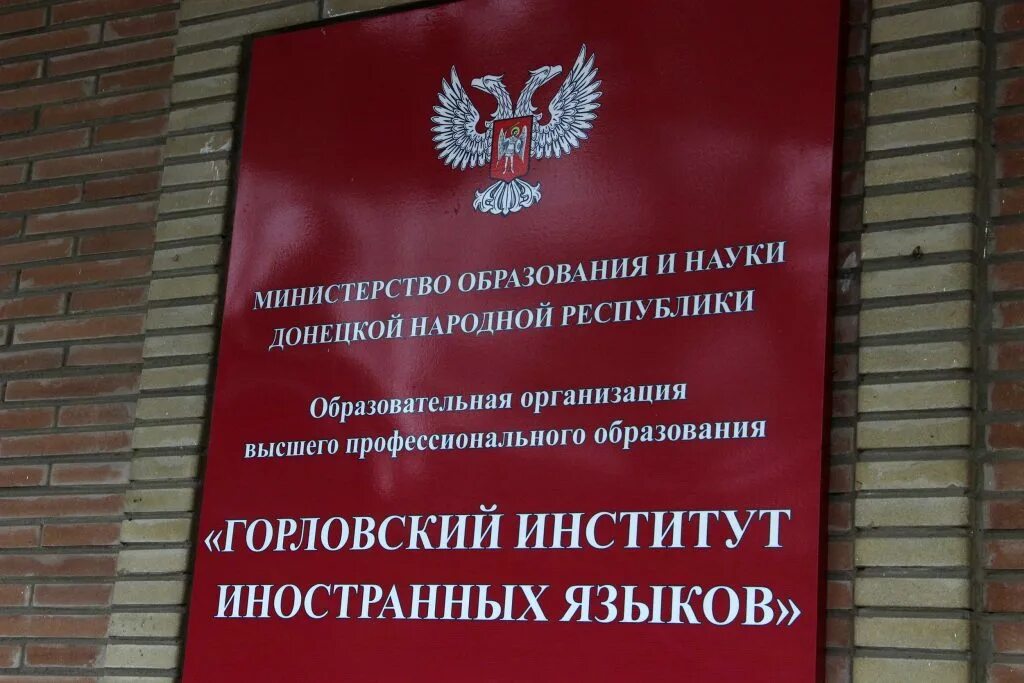 МИНИСТЕРСТВО ОБРАЗОВАНИЯ И НАУКИ
ДОНЕЦКОЙ НАРОДНОЙ РЕСПУБЛИКИ
Образовательная организация
высшего профессионального образования
«ГОРЛОВСКИЙ ИНСТИТУТ
ИНОСТРАННЫХ ЯЗЫКОВ»